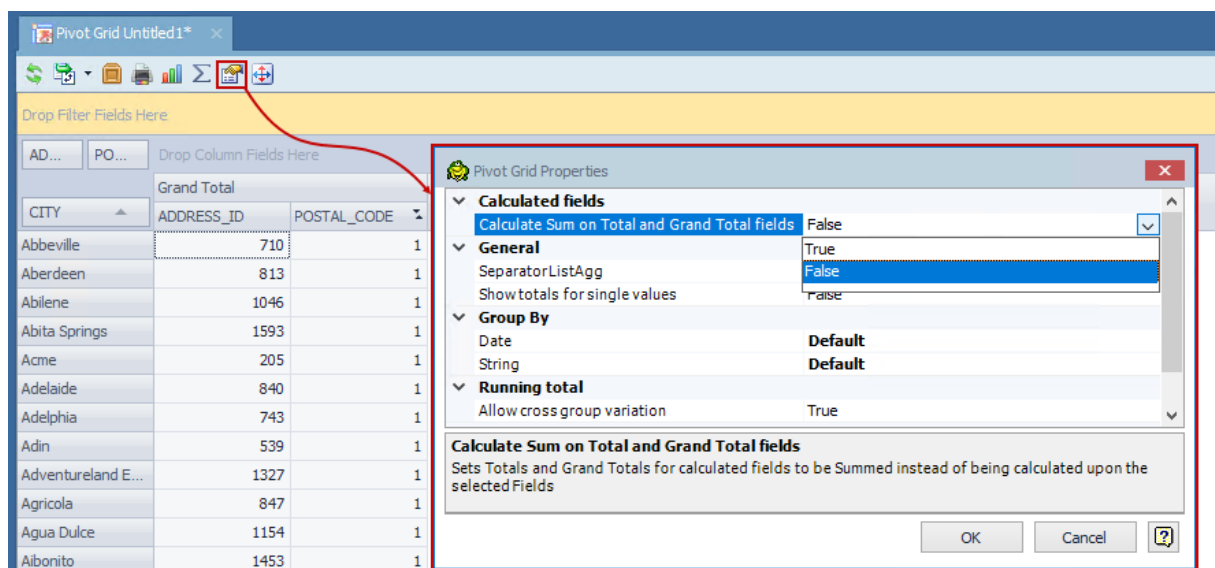 Pivot Grid Untitled1*
Drop Filter Fields Here
AD... PO... Drop Column Fields Here
Grand Total
CITY ADDRESS_ID POSTAL_CODE
Abbeville 710 1
Aberdeen 813 1
Abilene 1046 1
Abita Springs 1593 1
Acme 205 1
Adelaide 840 1
Adelphia 743 1
Adin 539 1
Adventureland E... 1327 1
Agricola 847 1
Agua Dulce 1154 1
Aibonito 1453 1
Pivot Grid Properties
Calculated fields
Calculate Sum on Total and Grand Total fields False
True
False
General
SeparatorListAgg
Show totals for single values False
Group By
Date Default
String Default
Running total
Allow cross group variation True
Calculate Sum on Total and Grand Total fields
Sets Totals and Grand Totals for calculated fields to be Summed instead of being calculated upon the
selected Fields
OK Cancel